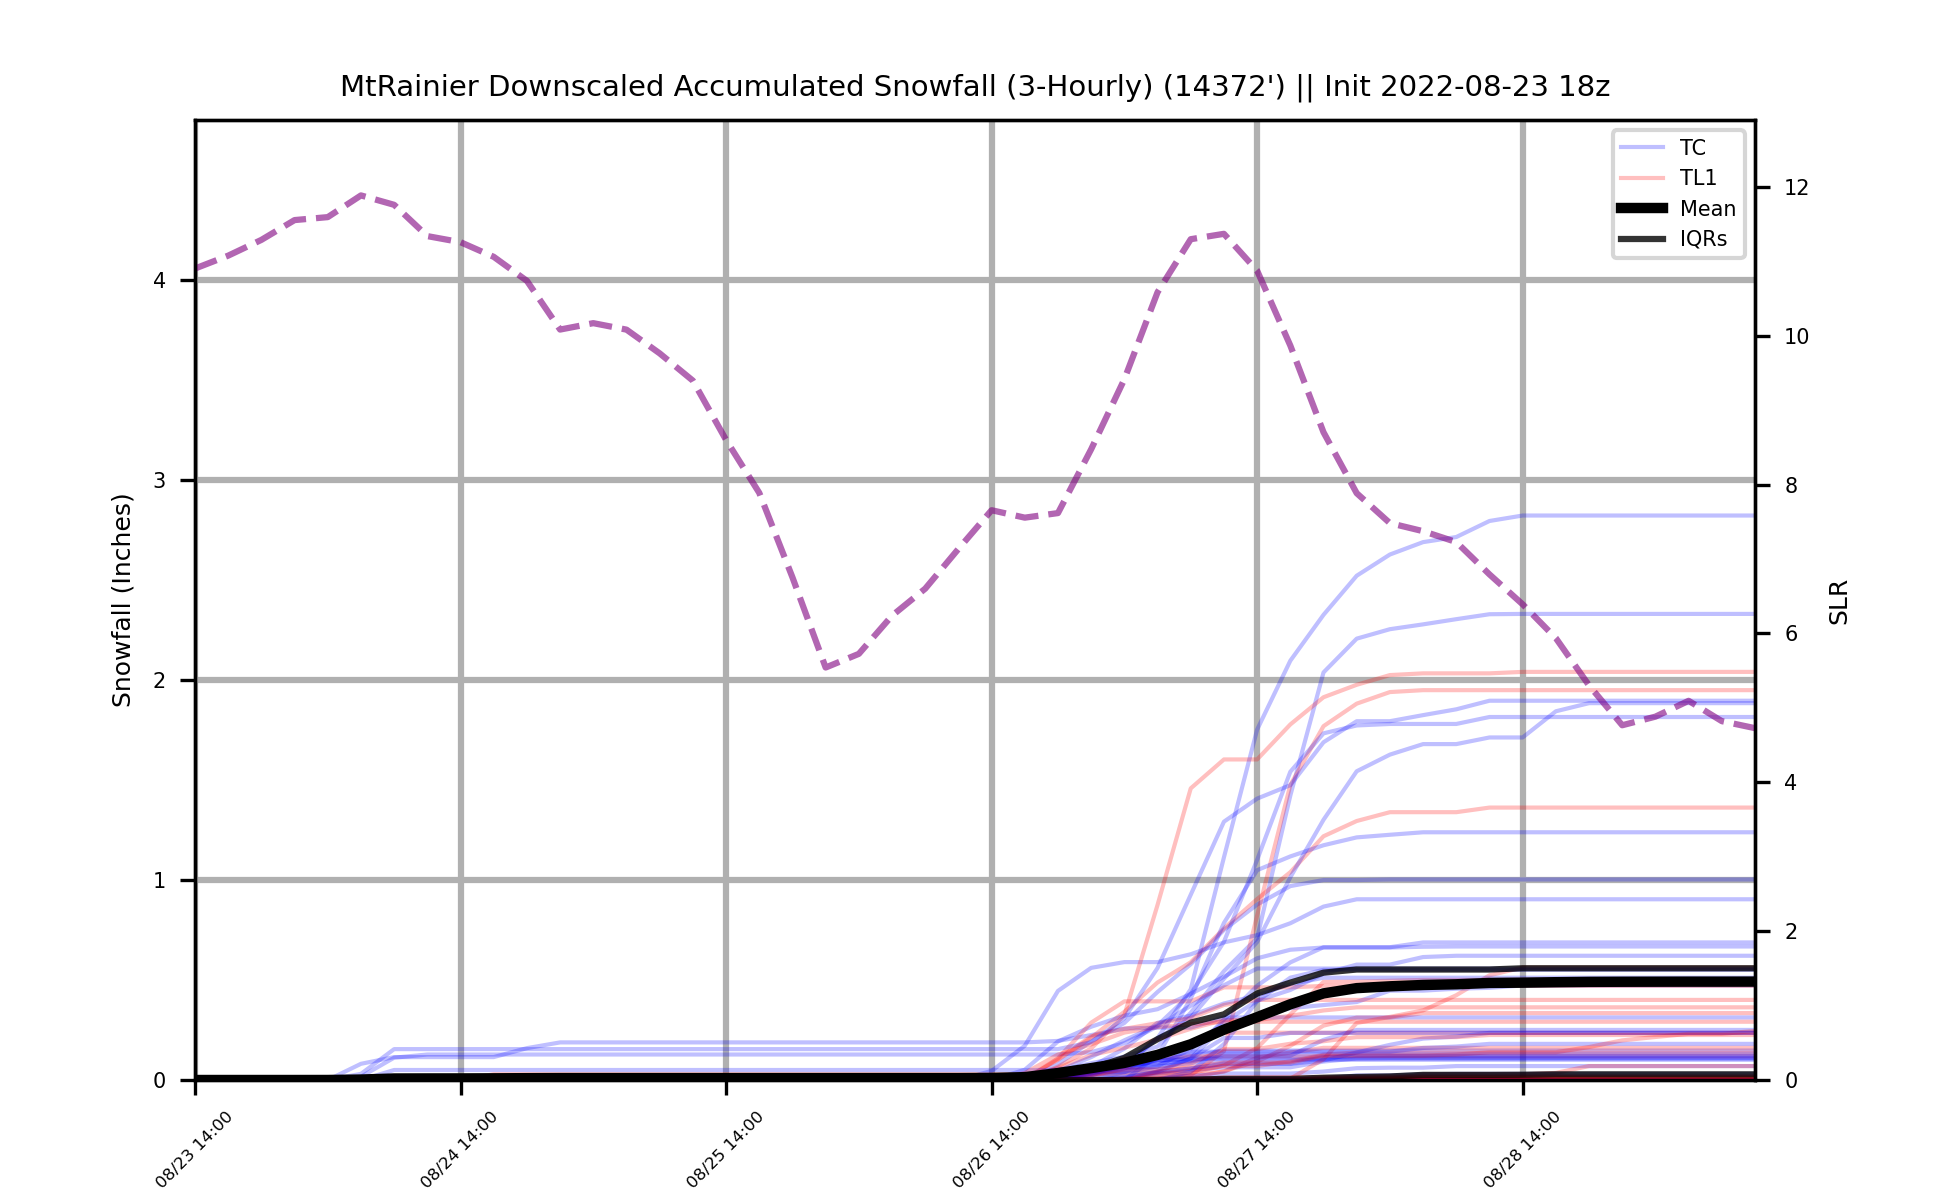 MtRainier Downscaled Accumulated Snowfall (3-Hourly) (14372') || Init 2022-08-23 18z
TC
TL1
Mean
IQRs
Snowfall (Inches)
4
3
2
1
0
12
10
8
6
4
2
0
SLR
08/23 14:00
08/24 14:00
08/25 14:00
08/26 14:00
08/27 14:00
08/28 14:00